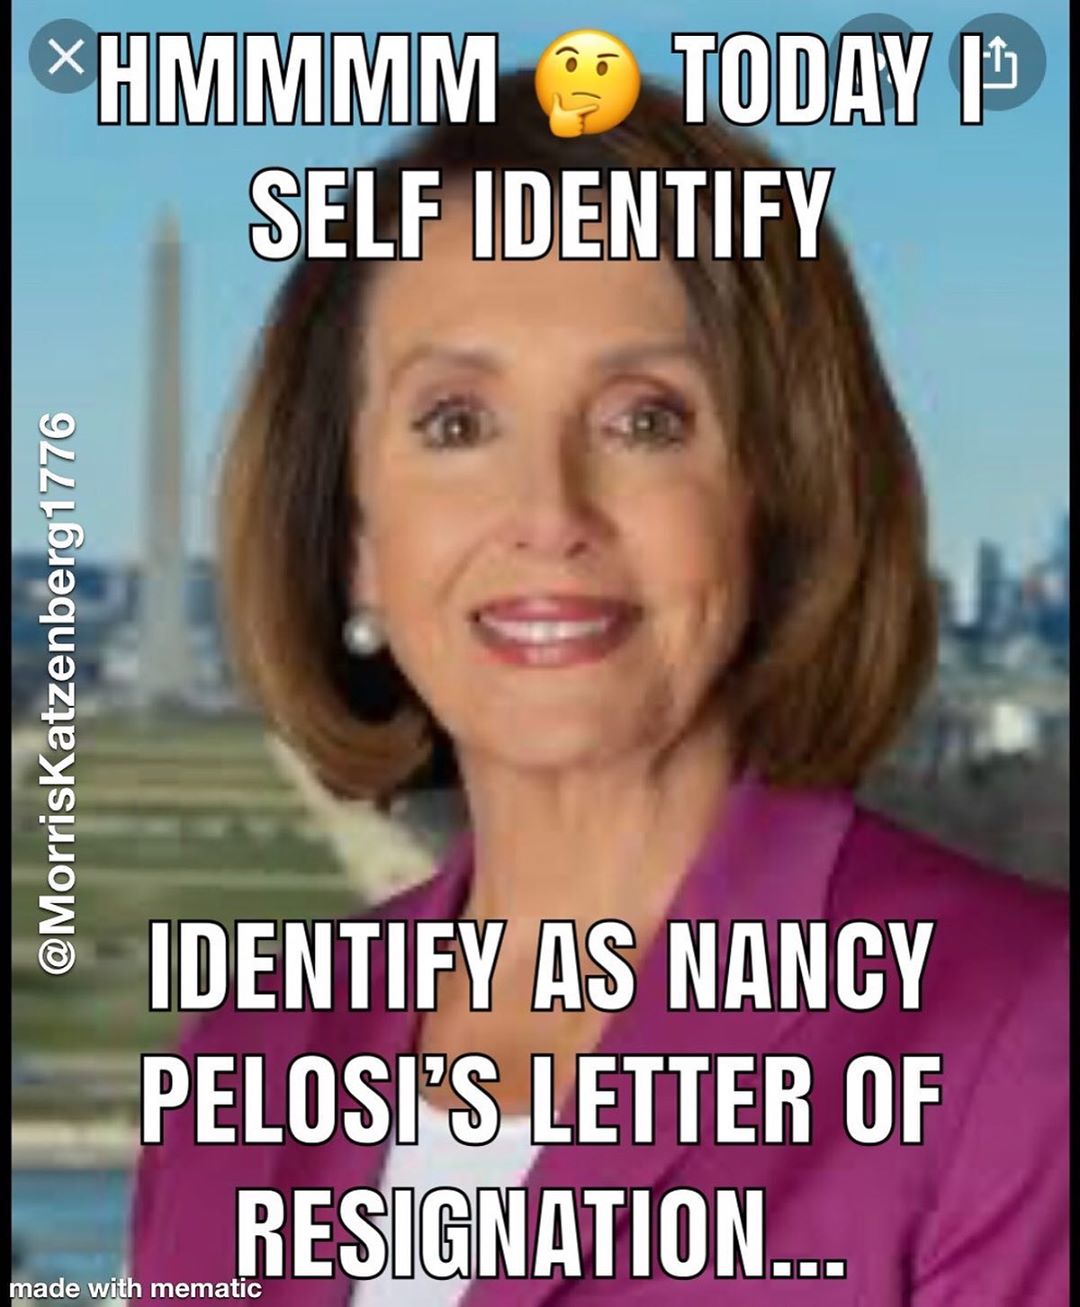 HMMMM 🤔 TODAY I
SELF IDENTIFY
@MorrisKatzenberg1776
IDENTIFY AS NANCY
PELOSI'S LETTER OF
RESIGNATION...
made with mematic